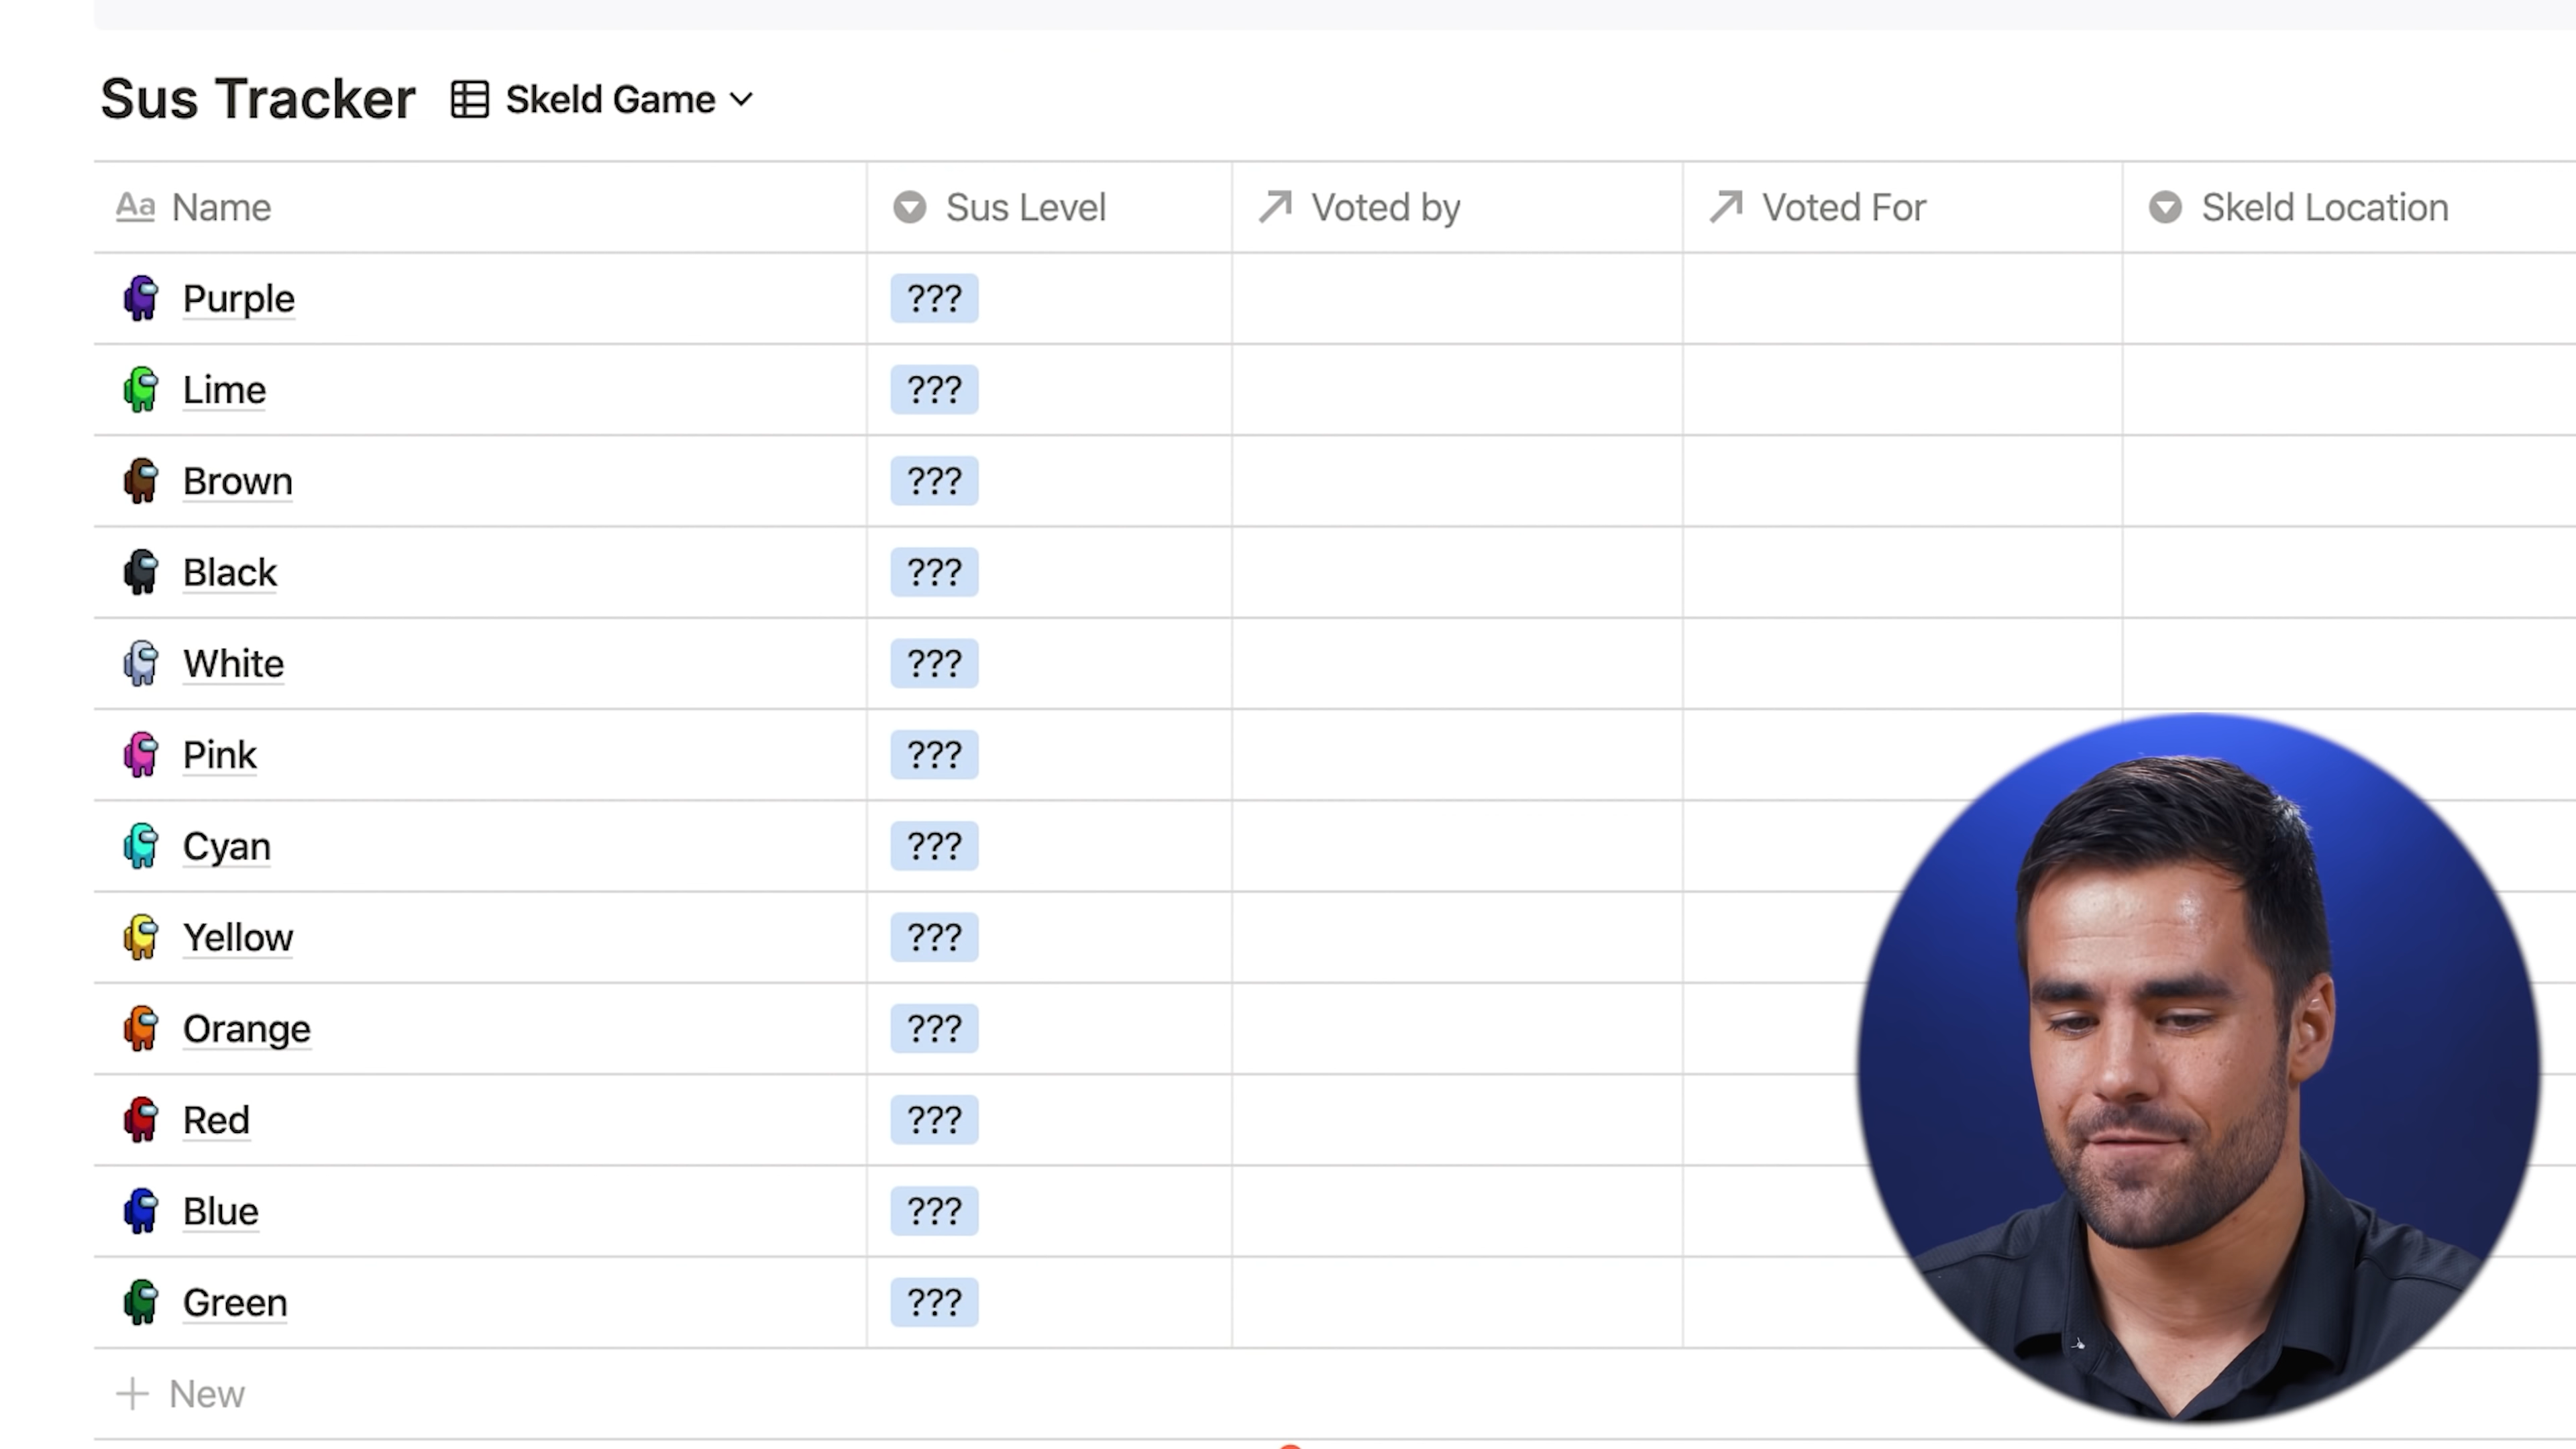 Sus Tracker Skeld Game
Aa Name Sus Level Voted by Voted For Skeld Location
Purple ???
Lime ???
Brown ???
Black ???
White ???
Pink ???
Cyan ???
Yellow ???
Orange ???
Red ???
Blue ???
Green ???
+ New